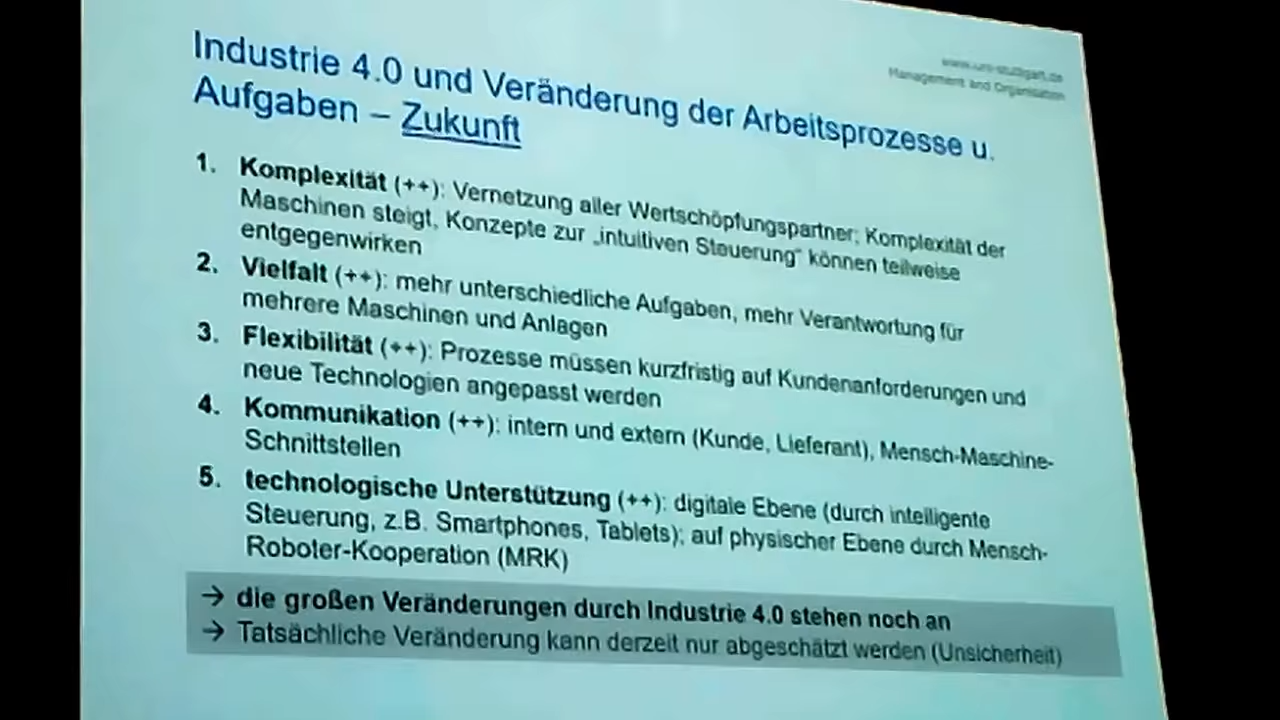 www.uni-stuttgart.de
Management and Organisation
Industrie 4.0 und Veränderung der Arbeitsprozesse u.
Aufgaben – Zukunft
1. Komplexität (++): Vernetzung aller Wertschöpfungspartner; Komplexität der
Maschinen steigt, Konzepte zur „intuitiven Steuerung“ können teilweise
entgegenwirken
2. Vielfalt (++): mehr unterschiedliche Aufgaben, mehr Verantwortung für
mehrere Maschinen und Anlagen
3. Flexibilität (++): Prozesse müssen kurzfristig auf Kundenanforderungen und
neue Technologien angepasst werden
4. Kommunikation (++): intern und extern (Kunde, Lieferant), Mensch-Maschine-
Schnittstellen
5. technologische Unterstützung (++): digitale Ebene (durch intelligente
Steuerung, z.B. Smartphones, Tablets); auf physischer Ebene durch Mensch-
Roboter-Kooperation (MRK)
→ die großen Veränderungen durch Industrie 4.0 stehen noch an
→ Tatsächliche Veränderung kann derzeit nur abgeschätzt werden (Unsicherheit)